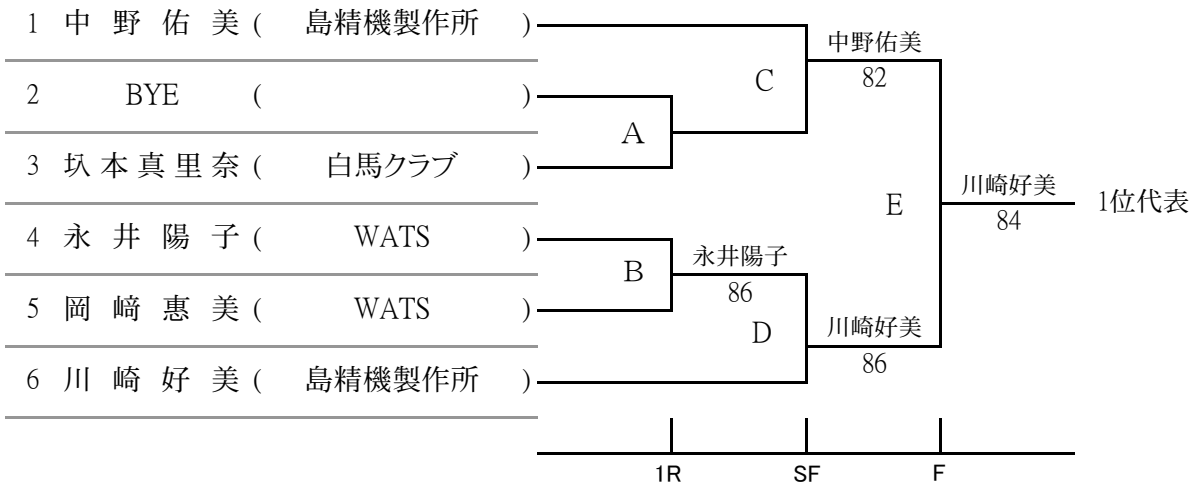 1 中野佑美 ( 島精機製作所 )
中野佑美
82
C
2 BYE ( )
A
3 圦本真里奈 ( 白馬クラブ )
川崎好美
1位代表
E
84
4 永井陽子 ( WATS )
永井陽子
B
86
5 岡﨑惠美 ( WATS )
D
川崎好美
86
6 川崎好美 ( 島精機製作所 )
1R SF F